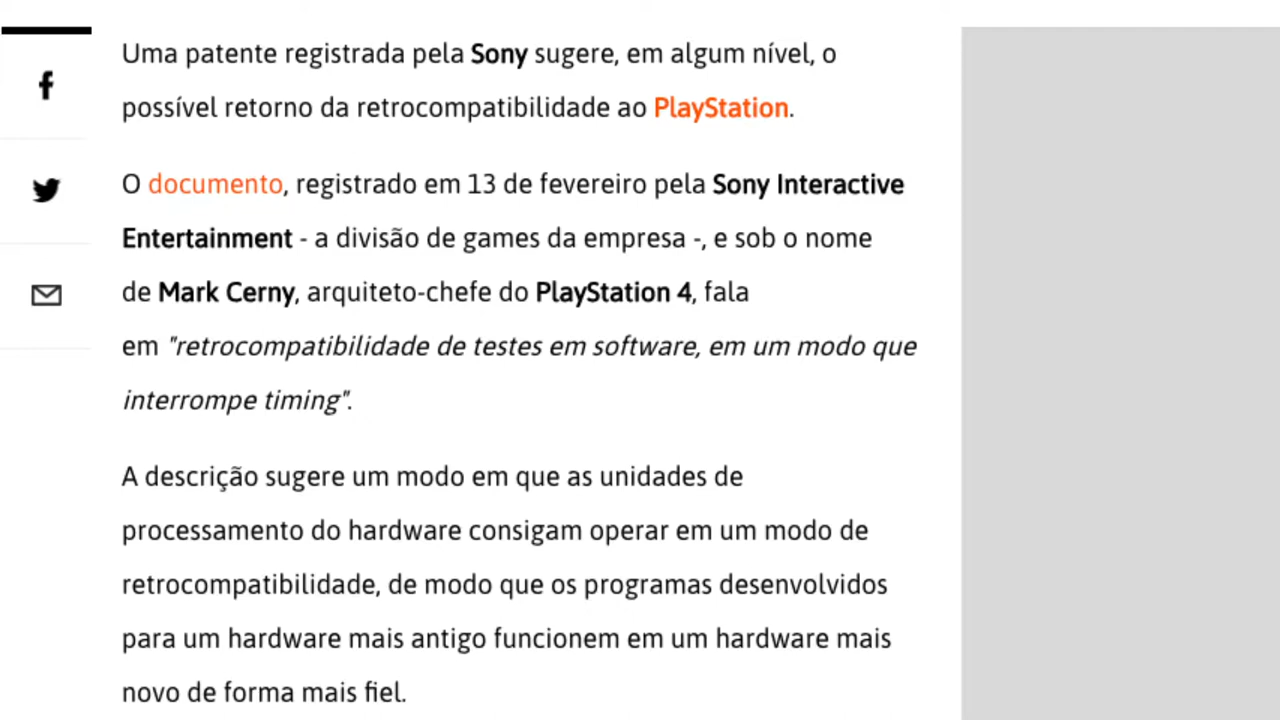 Uma patente registrada pela Sony sugere, em algum nível, o
possível retorno da retrocompatibilidade ao PlayStation.
O documento, registrado em 13 de fevereiro pela Sony Interactive
Entertainment - a divisão de games da empresa -, e sob o nome
de Mark Cerny, arquiteto-chefe do PlayStation 4, fala
em "retrocompatibilidade de testes em software, em um modo que
interrompe timing".
A descrição sugere um modo em que as unidades de
processamento do hardware consigam operar em um modo de
retrocompatibilidade, de modo que os programas desenvolvidos
para um hardware mais antigo funcionem em um hardware mais
novo de forma mais fiel.